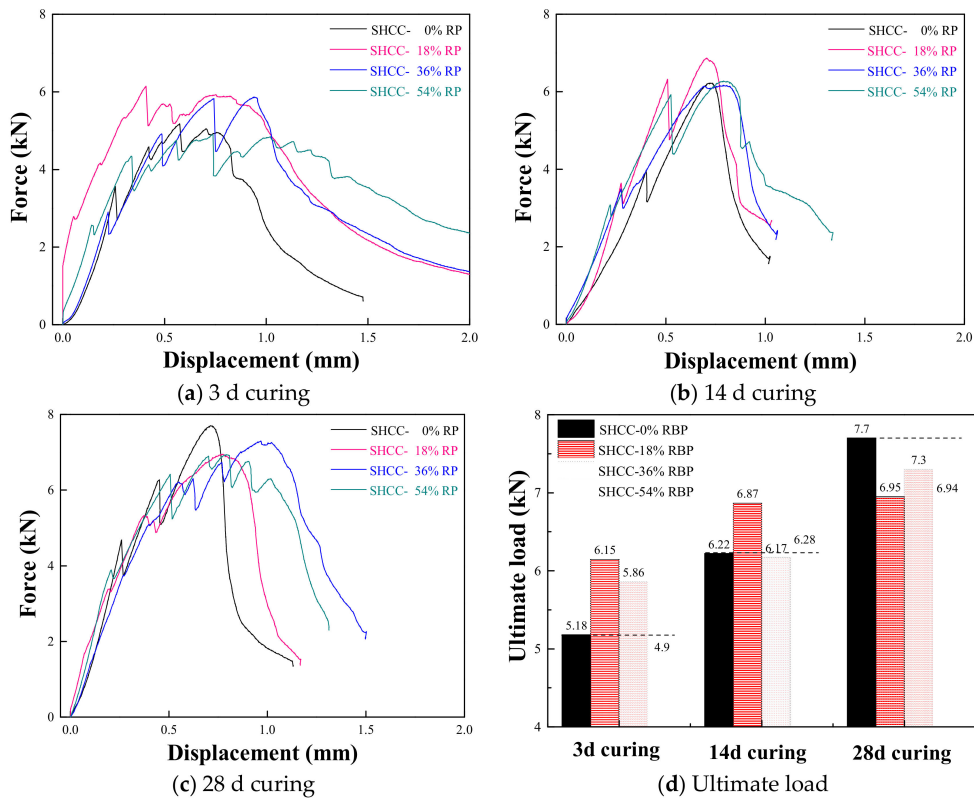 8
6
4
2
0
Force (kN)
SHCC- 0% RP
SHCC- 18% RP
SHCC- 36% RP
SHCC- 54% RP
0.0 0.5 1.0 1.5 2.0
Displacement (mm)
(a) 3 d curing
8
6
4
2
0
Force (kN)
SHCC- 0% RP
SHCC- 18% RP
SHCC- 36% RP
SHCC- 54% RP
0.0 0.5 1.0 1.5 2.0
Displacement (mm)
(b) 14 d curing
8
6
4
2
0
Force (kN)
SHCC- 0% RP
SHCC- 18% RP
SHCC- 36% RP
SHCC- 54% RP
0.0 0.5 1.0 1.5 2.0
Displacement (mm)
(c) 28 d curing
8
7
6
5
4
Ultimate load (kN)
SHCC-0% RBP
SHCC-18% RBP
SHCC-36% RBP
SHCC-54% RBP
5.18 6.15 5.86 4.9
6.22 6.87 6.17 6.28
7.7 6.95 7.3 6.94
3d curing 14d curing 28d curing
(d) Ultimate load